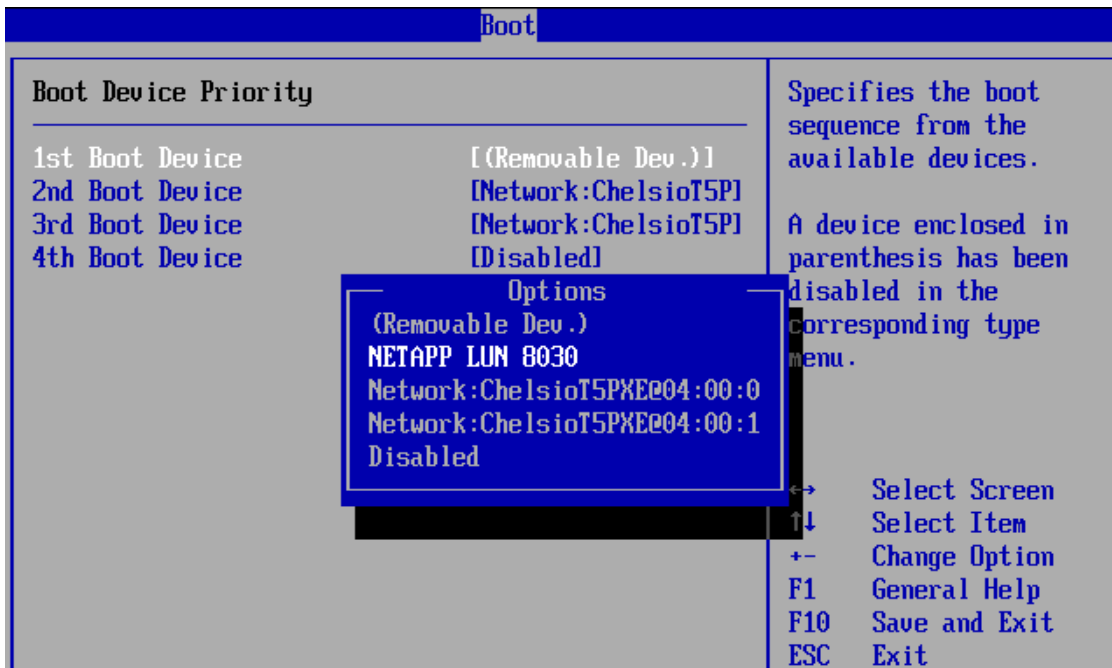 Boot
Boot Device Priority
1st Boot Device [(Removable Dev.)]
2nd Boot Device [Network:ChelsioT5P]
3rd Boot Device [Network:ChelsioT5P]
4th Boot Device [Disabled]
Options
(Removable Dev.)
NETAPP LUN 8030
Network:ChelsioT5PXE@04:00:0
Network:ChelsioT5PXE@04:00:1
Disabled
Specifies the boot
sequence from the
available devices.
A device enclosed in
parenthesis has been
disabled in the
corresponding type
menu.
↔ Select Screen
↑↓ Select Item
+- Change Option
F1 General Help
F10 Save and Exit
ESC Exit